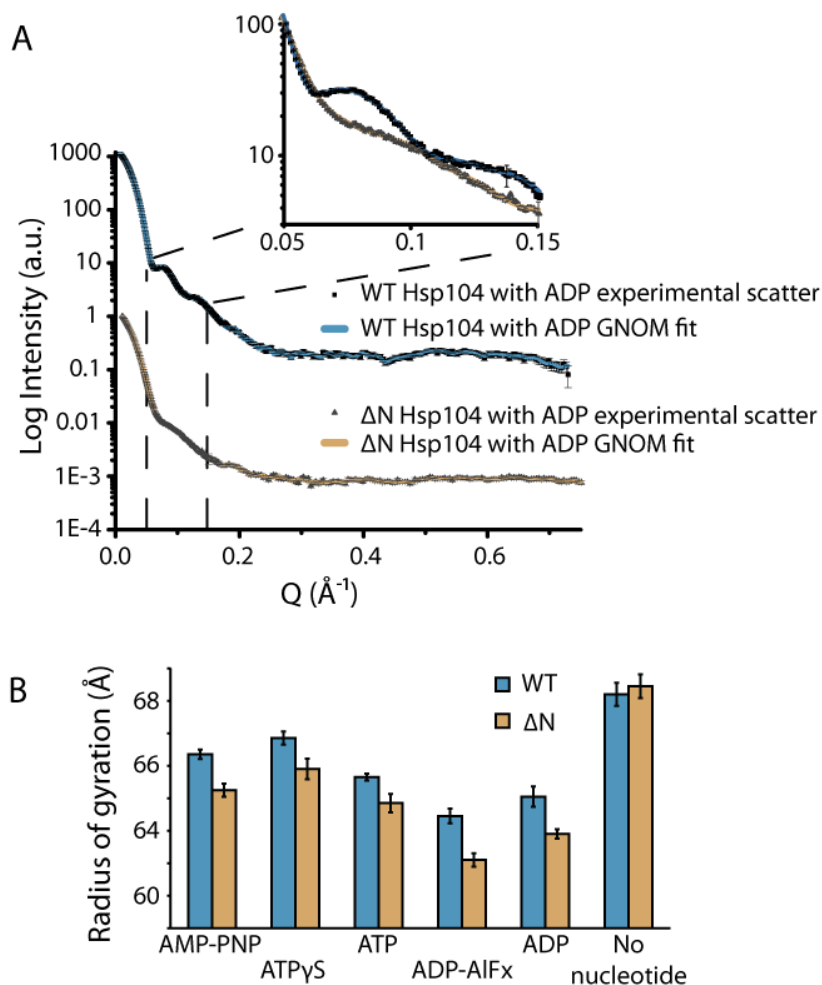 A
100
10
0.05
0.1
0.15
Log Intensity (a.u.)
1000
100
10
1
0.1
0.01
1E-3
1E-4
WT Hsp104 with ADP experimental scatter
WT Hsp104 with ADP GNOM fit
ΔN Hsp104 with ADP experimental scatter
ΔN Hsp104 with ADP GNOM fit
0.0
0.2
0.4
0.6
Q (Å⁻¹)
B
Radius of gyration (Å)
68
66
64
60
WT
ΔN
AMP-PNP
ATPγS
ATP
ADP-AlFx
ADP
No
nucleotide